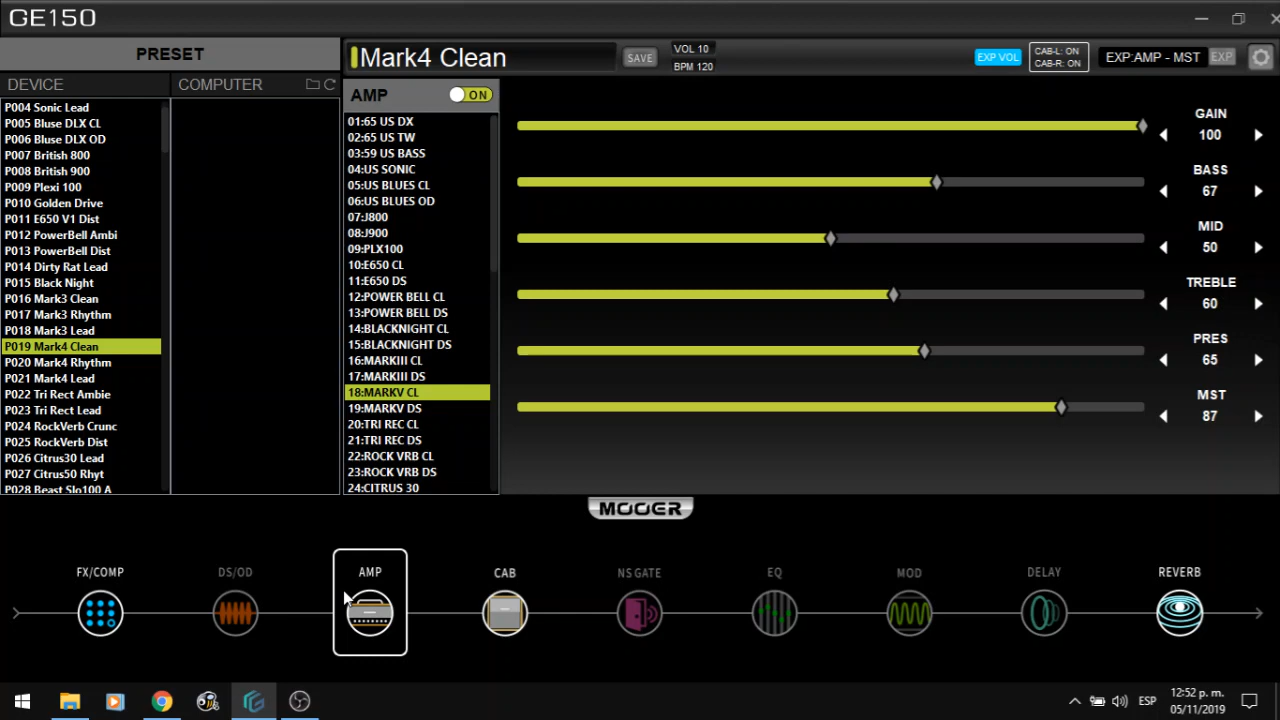 GE150
PRESET
DEVICE
COMPUTER
P004 Sonic Lead
P005 Bluse DLX CL
P006 Bluse DLX OD
P007 British 800
P008 British 900
P009 Plexi 100
P010 Golden Drive
P011 E650 V1 Dist
P012 PowerBell Ambi
P013 PowerBell Dist
P014 Dirty Rat Lead
P015 Black Night
P016 Mark3 Clean
P017 Mark3 Rhythm
P018 Mark3 Lead
P019 Mark4 Clean
P020 Mark4 Rhythm
P021 Mark4 Lead
P022 Tri Rect Ambie
P023 Tri Rect Lead
P024 RockVerb Crunc
P025 RockVerb Dist
P026 Citrus30 Lead
P027 Citrus50 Rhyt
P028 Beast Slo100 A
Mark4 Clean
SAVE
VOL 10
BPM 120
EXP VOL
CAB-L: ON
CAB-R: ON
EXP:AMP - MST
EXP
AMP
ON
01:65 US DX
02:65 US TW
03:59 US BASS
04:US SONIC
05:US BLUES CL
06:US BLUES OD
07:J800
08:J900
09:PLX100
10:E650 CL
11:E650 DS
12:POWER BELL CL
13:POWER BELL DS
14:BLACKNIGHT CL
15:BLACKNIGHT DS
16:MARKIII CL
17:MARKIII DS
18:MARKV CL
19:MARKV DS
20:TRI REC CL
21:TRI REC DS
22:ROCK VRB CL
23:ROCK VRB DS
24:CITRUS 30
GAIN
100
BASS
67
MID
50
TREBLE
60
PRES
65
MST
87
MOOER
FX/COMP
DS/OD
AMP
CAB
NS GATE
EQ
MOD
DELAY
REVERB
ESP
12:52 p. m.
05/11/2019